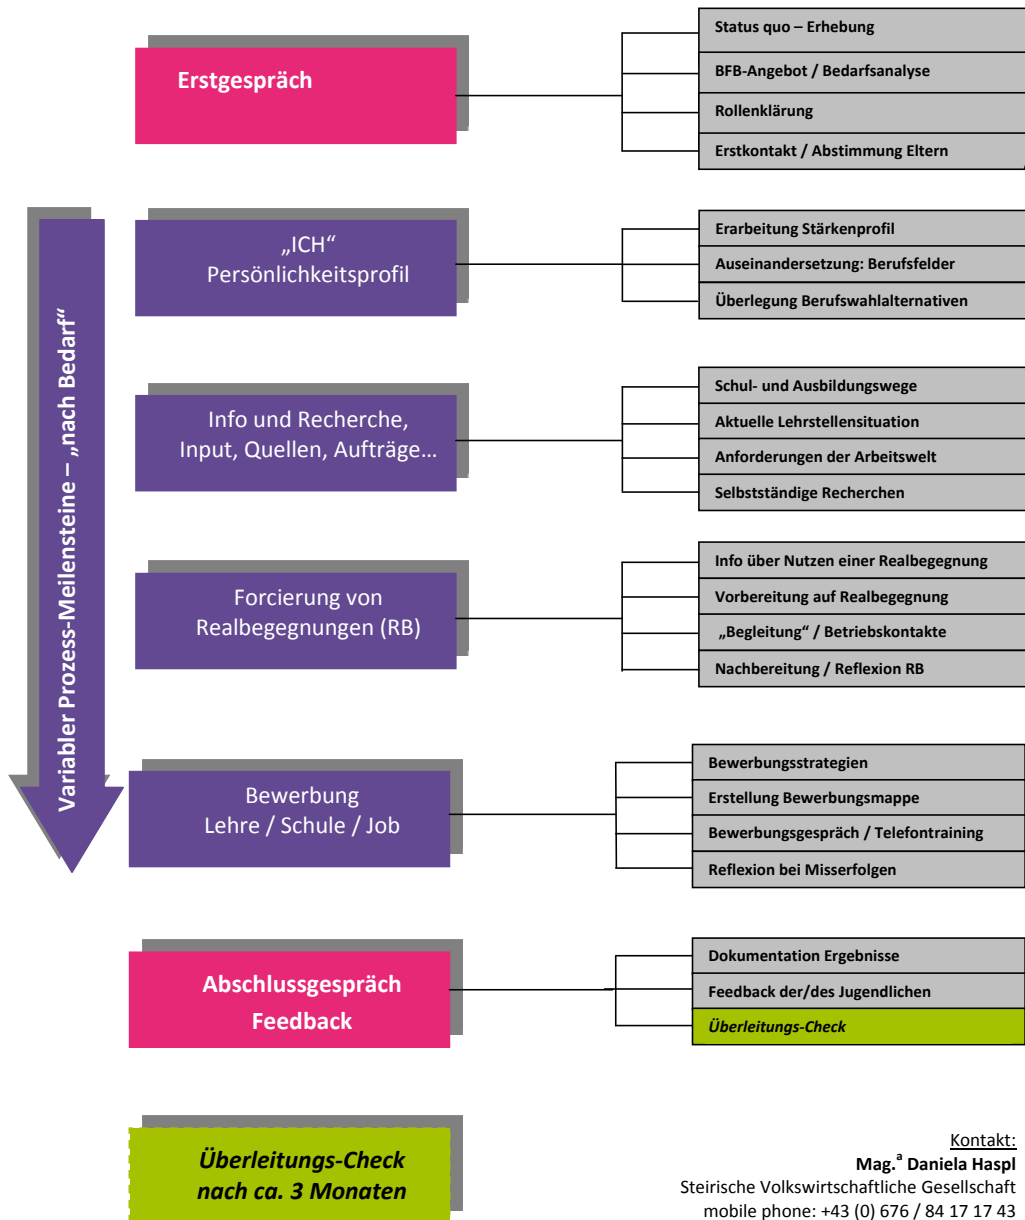 Erstgespräch
Status quo – Erhebung
BFB-Angebot / Bedarfsanalyse
Rollenklärung
Erstkontakt / Abstimmung Eltern
Variabler Prozess-Meilensteine – „nach Bedarf“
„ICH“
Persönlichkeitsprofil
Erarbeitung Stärkenprofil
Auseinandersetzung: Berufsfelder
Überlegung Berufswahlalternativen
Info und Recherche,
Input, Quellen, Aufträge…
Schul- und Ausbildungswege
Aktuelle Lehrstellensituation
Anforderungen der Arbeitswelt
Selbstständige Recherchen
Forcierung von
Realbegegnungen (RB)
Info über Nutzen einer Realbegegnung
Vorbereitung auf Realbegegnung
„Begleitung“ / Betriebskontakte
Nachbereitung / Reflexion RB
Bewerbung
Lehre / Schule / Job
Bewerbungsstrategien
Erstellung Bewerbungsmappe
Bewerbungsgespräch / Telefontraining
Reflexion bei Misserfolgen
Abschlussgespräch
Feedback
Dokumentation Ergebnisse
Feedback der/des Jugendlichen
Überleitungs-Check
Überleitungs-Check
nach ca. 3 Monaten
Kontakt:
Mag.ª Daniela Haspl
Steirische Volkswirtschaftliche Gesellschaft
mobile phone: +43 (0) 676 / 84 17 17 43